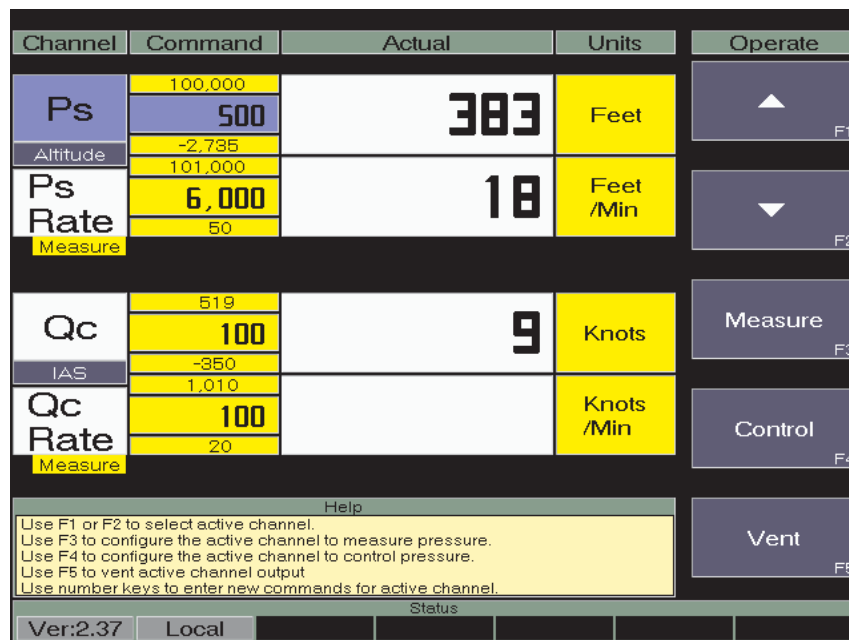 Channel Command Actual Units Operate
Ps
Altitude
100,000
500
-2,735
383
Feet
F1
Ps
Rate
Measure
101,000
6,000
50
18
Feet
/Min
F2
Qc
IAS
519
100
-350
9
Knots
Measure
F3
Qc
Rate
Measure
1,010
100
20
Knots
/Min
Control
F4
Help
Use F1 or F2 to select active channel.
Use F3 to configure the active channel to measure pressure.
Use F4 to configure the active channel to control pressure.
Use F5 to vent active channel output
Use number keys to enter new commands for active channel.
Vent
F5
Status
Ver:2.37 Local